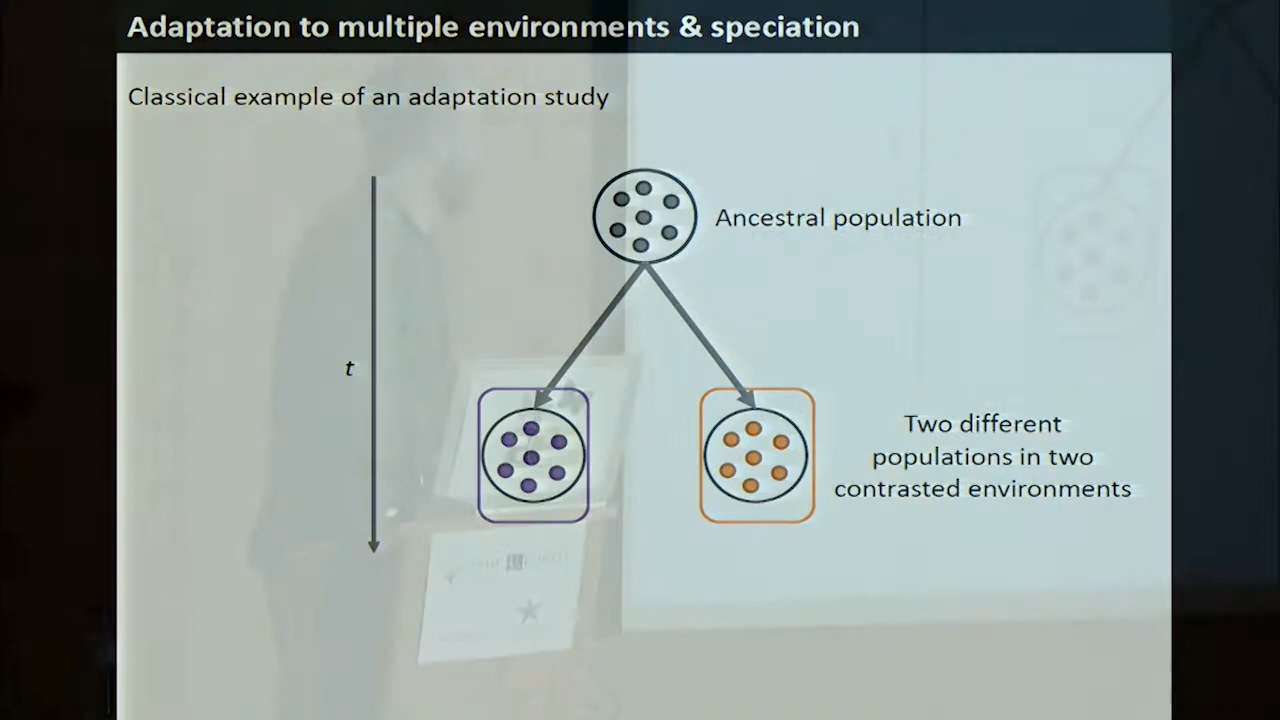 Adaptation to multiple environments & speciation
Classical example of an adaptation study
Ancestral population
t
Two different
populations in two
contrasted environments